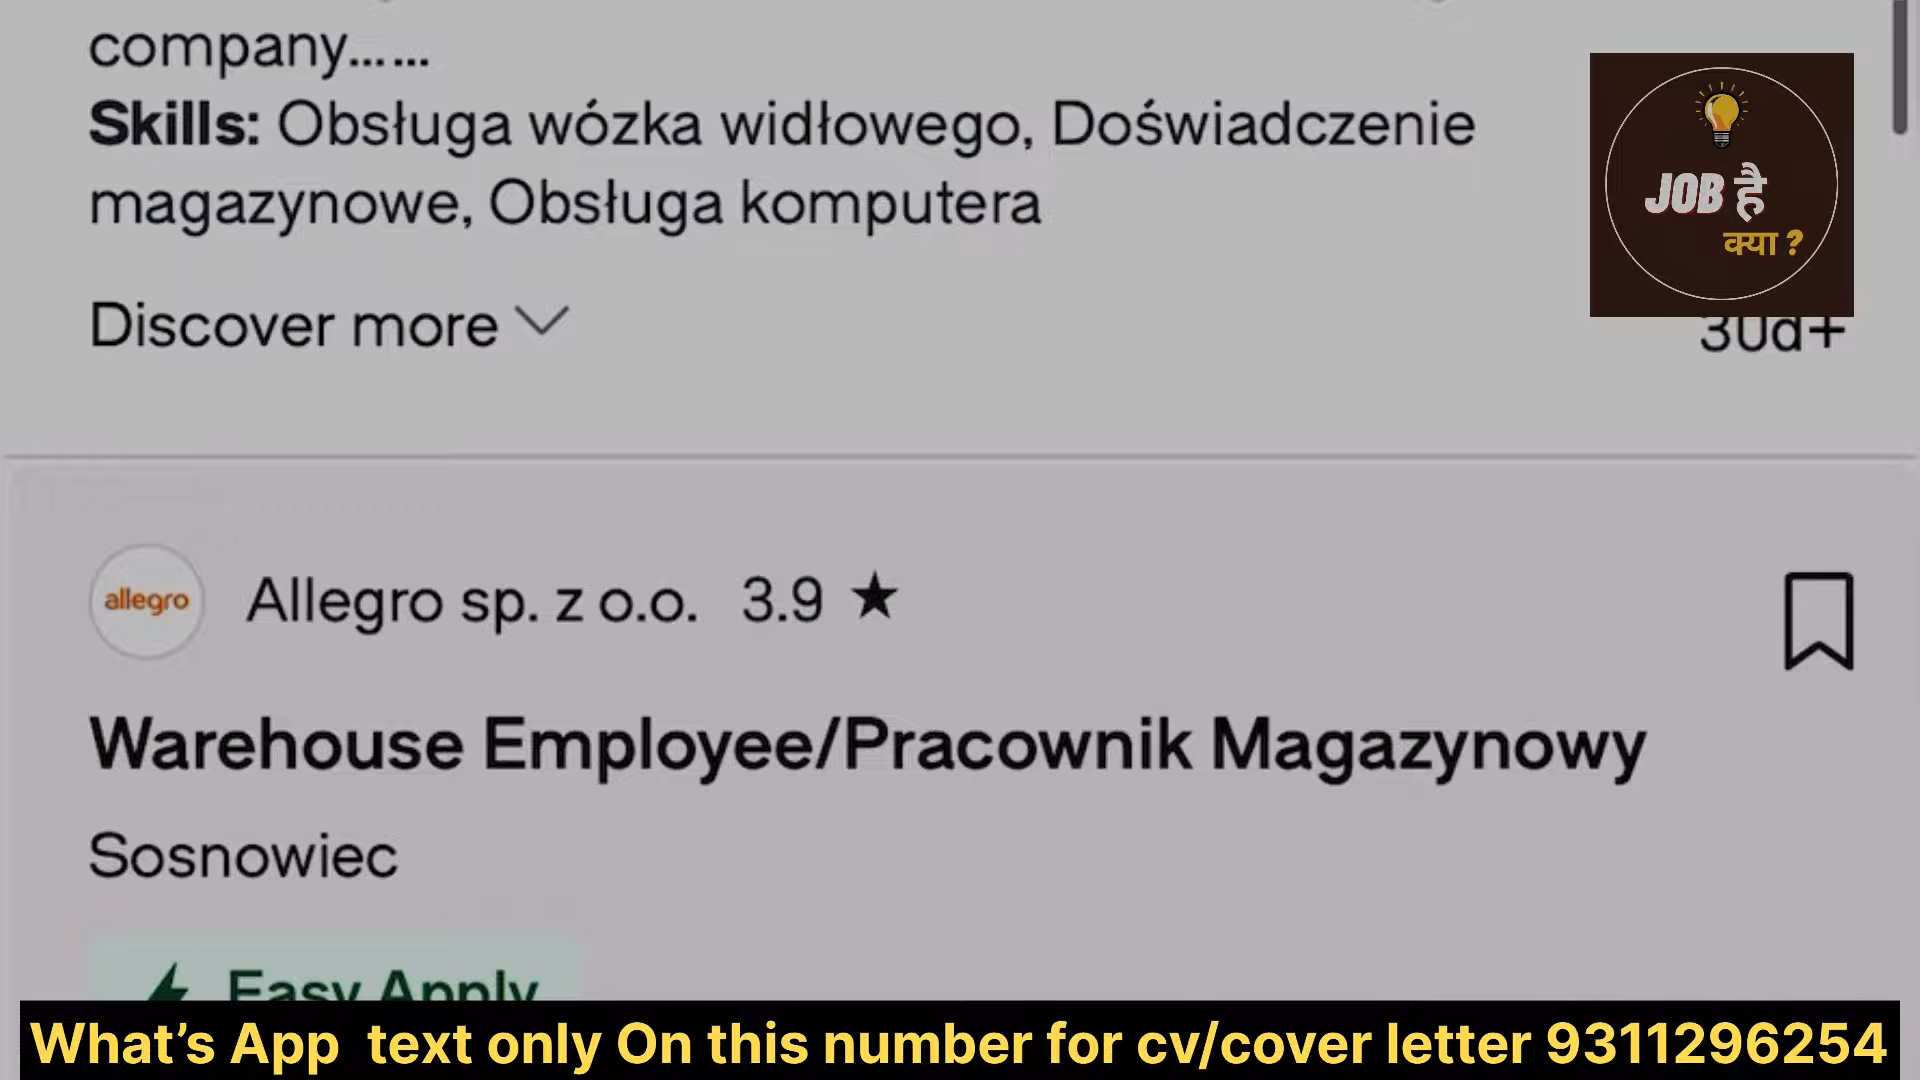 company......
Skills: Obsługa wózka widłowego, Doświadczenie
magazynowe, Obsługa komputera
JOB है
क्या ?
Discover more
30d+
allegro
Allegro sp. z o.o. 3.9 ★
Warehouse Employee/Pracownik Magazynowy
Sosnowiec
Easy Apply
What’s App text only On this number for cv/cover letter 9311296254